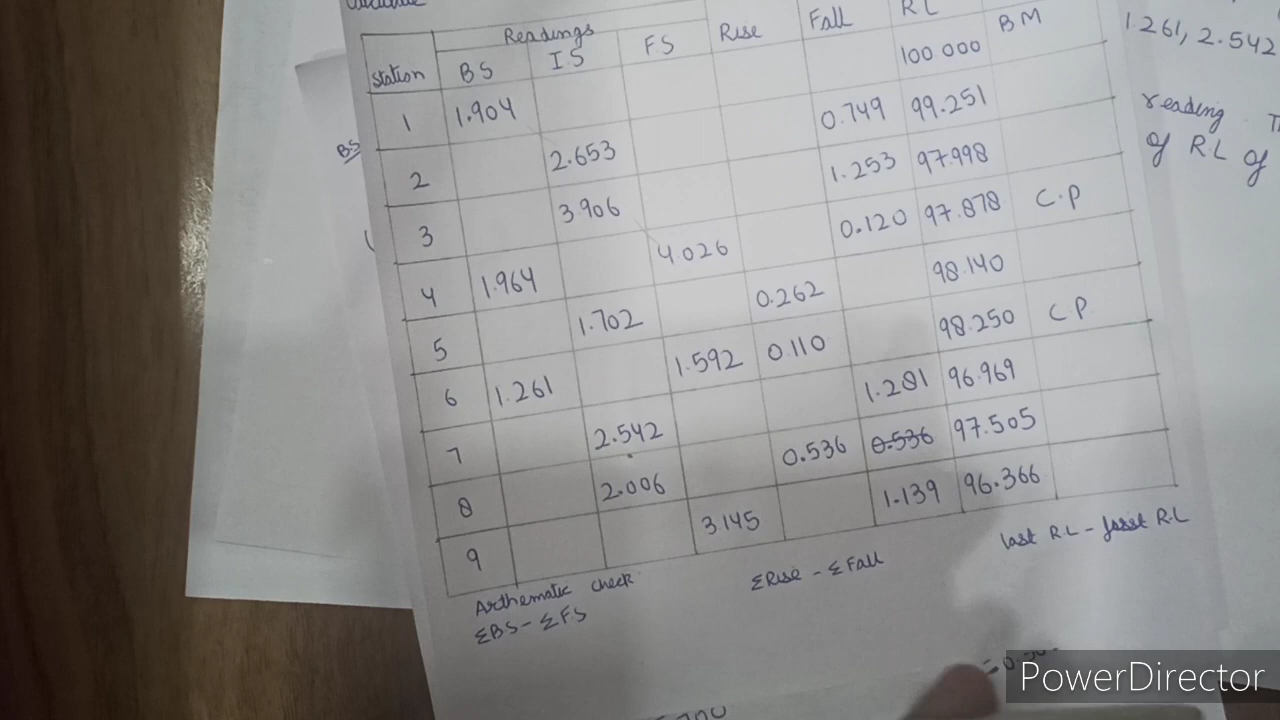 Readings Rise Fall RL
Station BS IS FS 100 000 BM
1 1.904 0.749 99.251
2 2.653 1.253 97.998
3 3.906 0.120 97.878 C.P
4 1.964 4.026 98.140
5 1.702 0.262 98.250 CP
6 1.261 1.592 0.110 1.281 96.969
7 2.542 0.536 0.536 97.505
8 2.006 1.139 96.366
9 3.145
Arthematic check
ΣBS - ΣFS
ΣRise - ΣFall
last R.L - first R.L
1.261, 2.542
reading
of R.L of
BS
PowerDirector